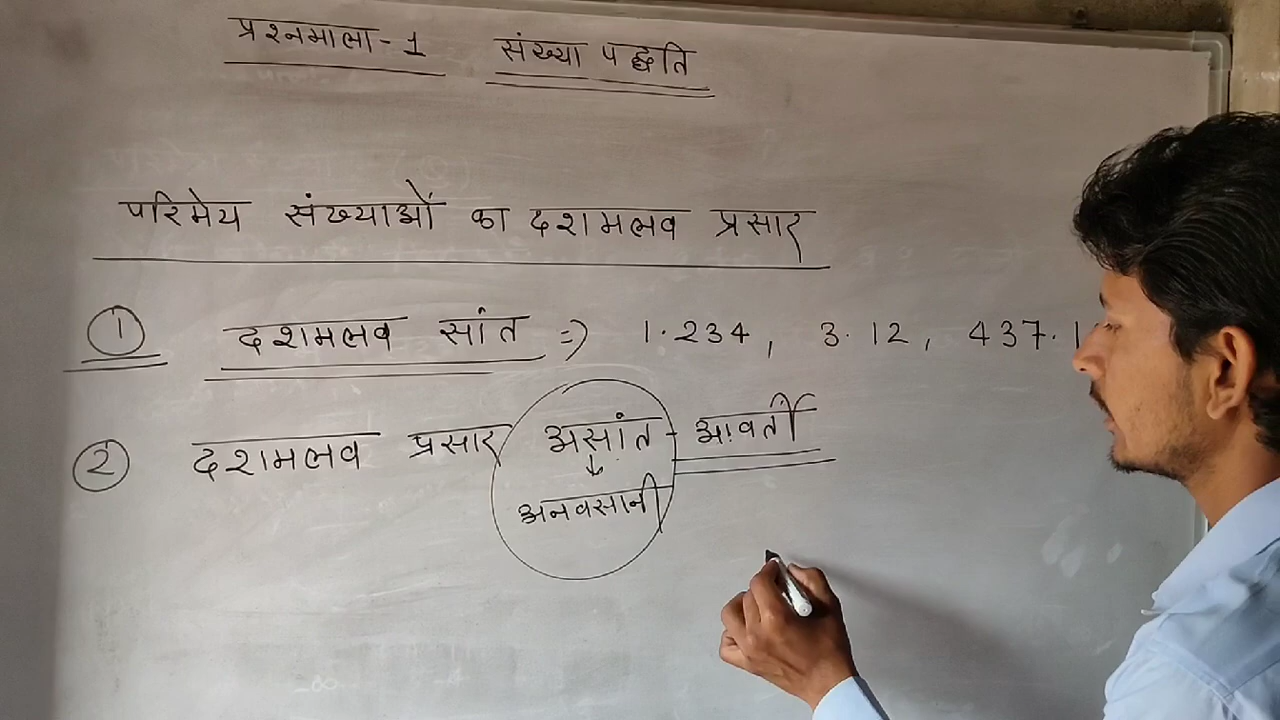 प्रश्नमाला-1 संख्या पद्धति
परिमेय संख्याओं का दशमलव प्रसार
1 दशमलव सांत => 1.234, 3.12, 437.1
2 दशमलव प्रसार असांत - आवर्ती
↓
अनवसानी